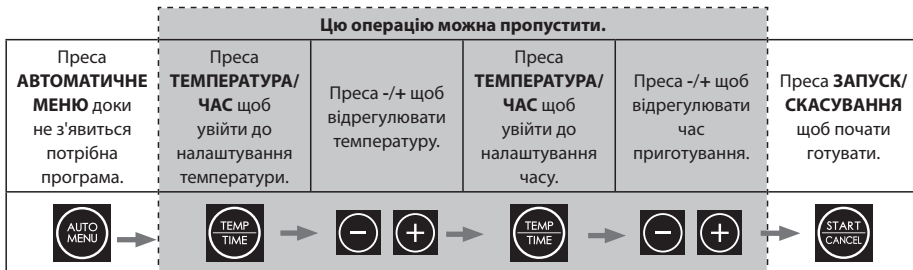 Цю операцію можна пропустити.
Преса
АВТОМАТИЧНЕ
МЕНЮ доки
не з'явиться
потрібна
програма.
Преса
ТЕМПЕРАТУРА/
ЧАС щоб
увійти до
налаштування
температури.
Преса -/+ щоб
відрегулювати
температуру.
Преса
ТЕМПЕРАТУРА/
ЧАС щоб
увійти до
налаштування
часу.
Преса -/+ щоб
відрегулювати
час
приготування.
Преса ЗАПУСК/
СКАСУВАННЯ
щоб почати
готувати.
AUTO
MENU
TEMP
TIME
− +
TEMP
TIME
− +
START
CANCEL